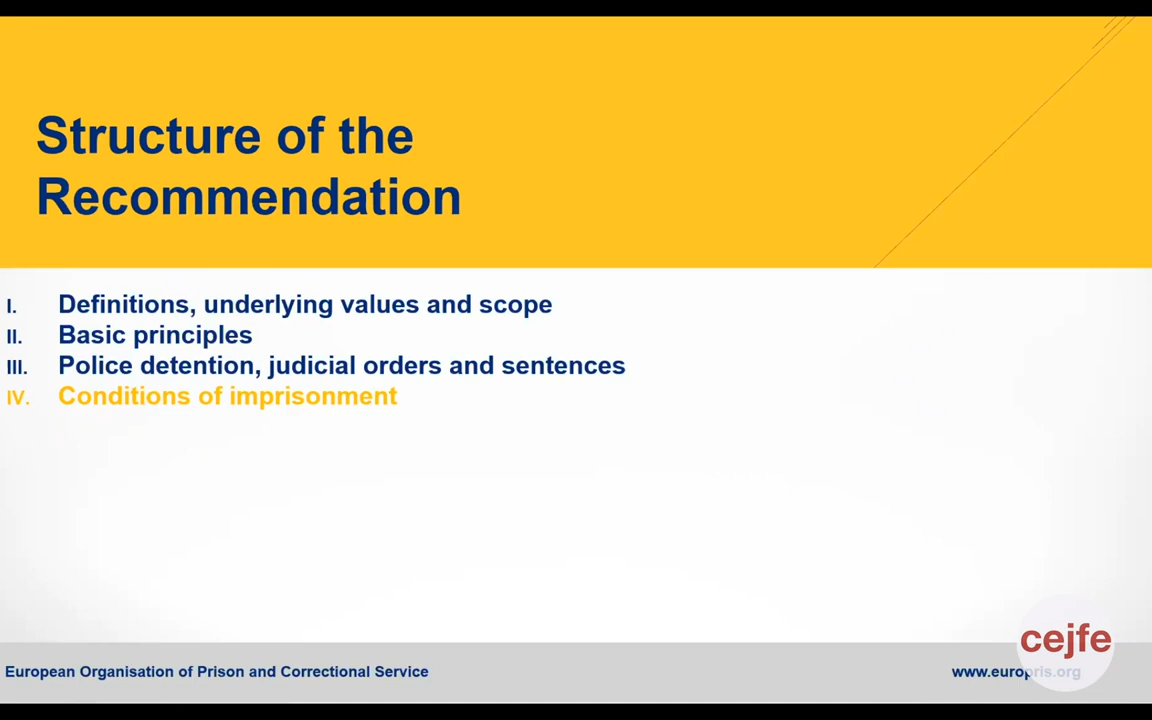 Structure of the
Recommendation
I. Definitions, underlying values and scope
II. Basic principles
III. Police detention, judicial orders and sentences
IV. Conditions of imprisonment
cejfe
European Organisation of Prison and Correctional Service
www.europris.org